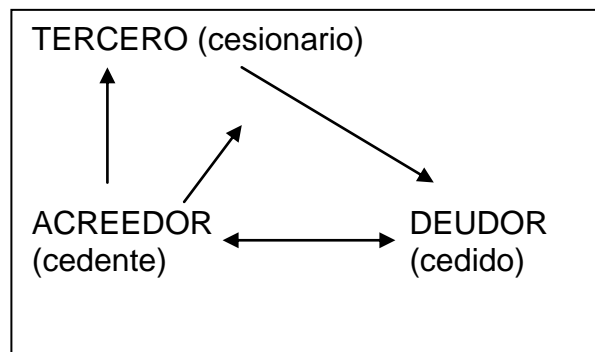 TERCERO (cesionario)
ACREEDOR
(cedente)
DEUDOR
(cedido)